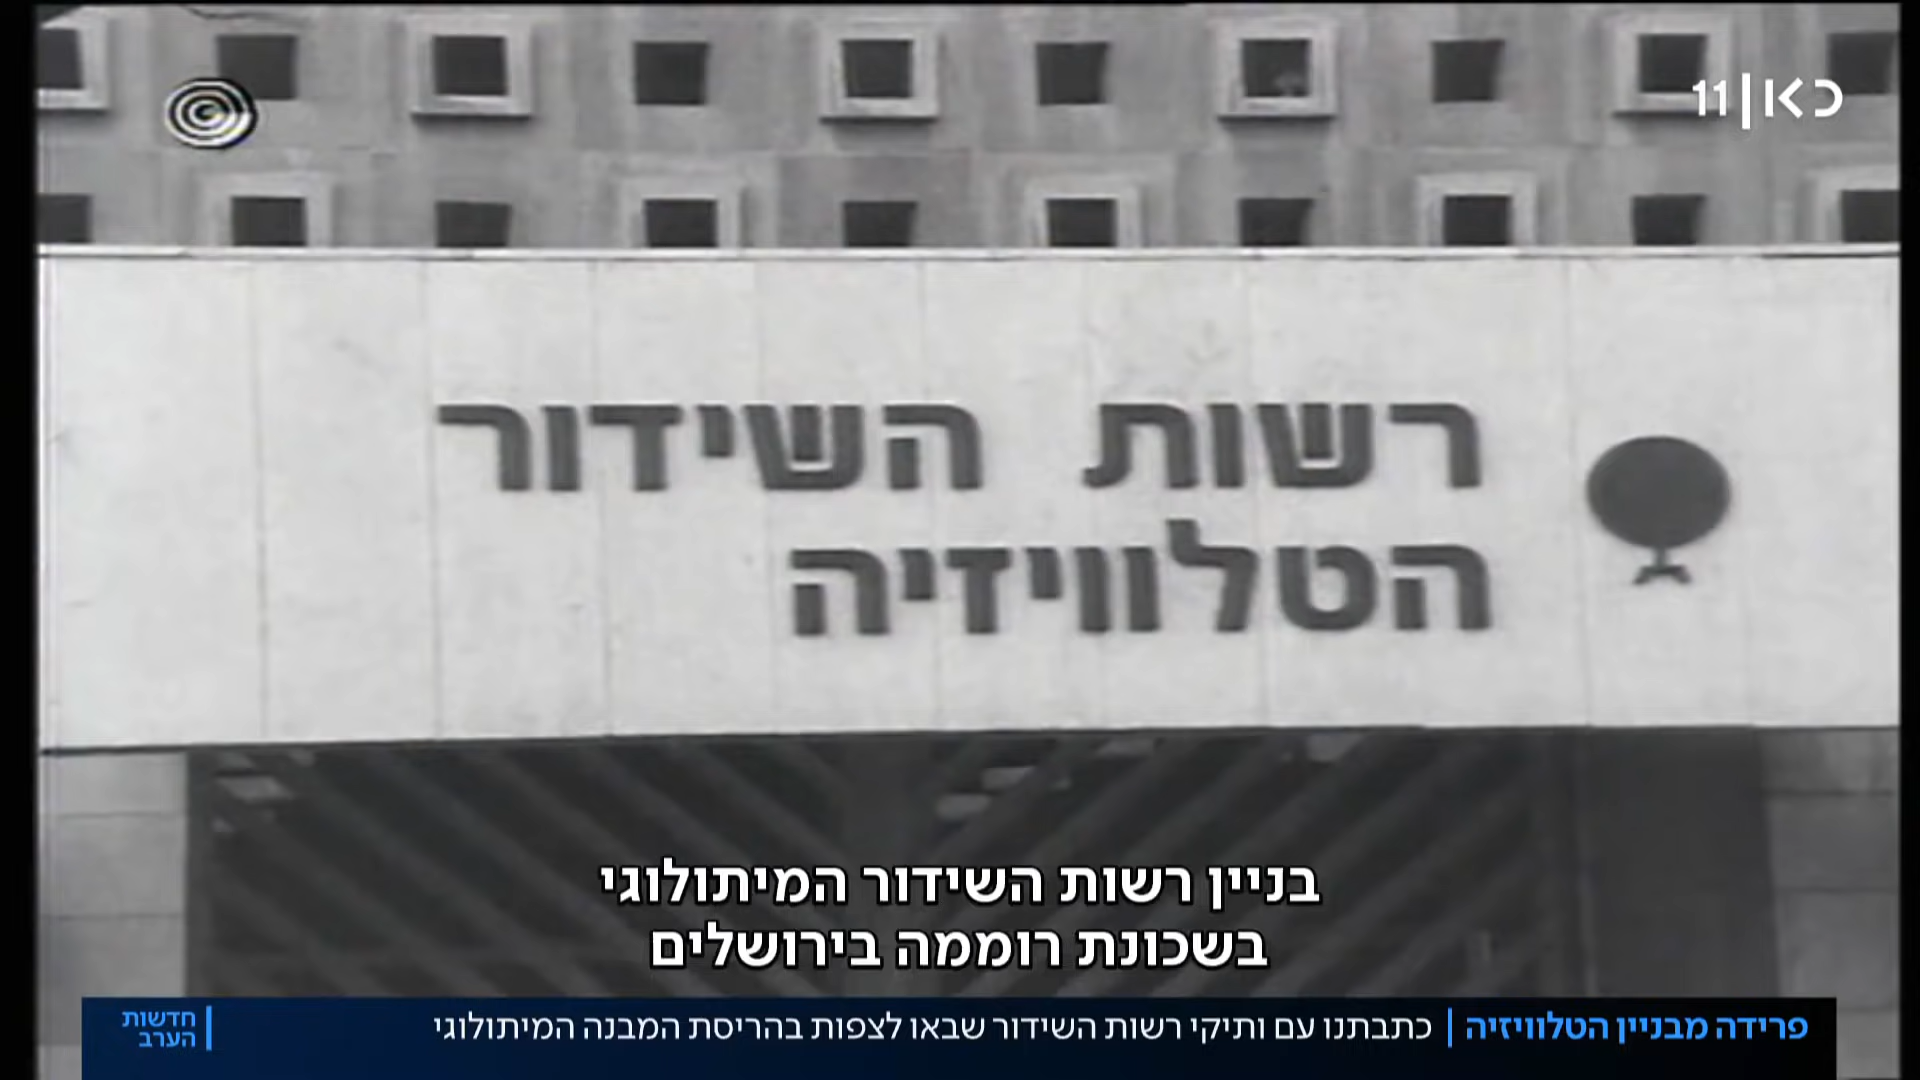 כאן 11
רשות השידור
הטלוויזיה
בניין רשות השידור המיתולוגי
בשכונת רוממה בירושלים
פרידה מבניין הטלוויזיה | כתבתנו עם ותיקי רשות השידור שבאו לצפות בהריסת המבנה המיתולוגי
חדשות
הערב